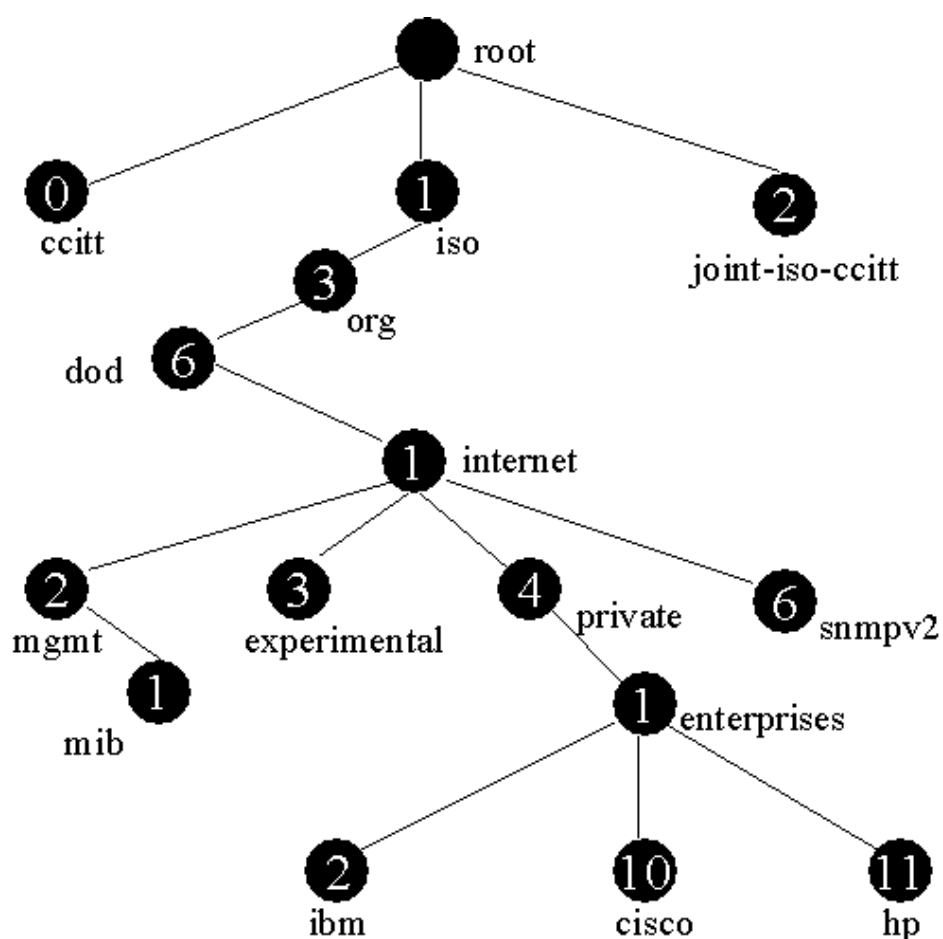 root
0
1
2
ccitt
iso
joint-iso-ccitt
3
org
6
dod
1
internet
2
3
4
6
mgmt
experimental
private
snmpv2
1
mib
1
enterprises
2
10
11
ibm
cisco
hp